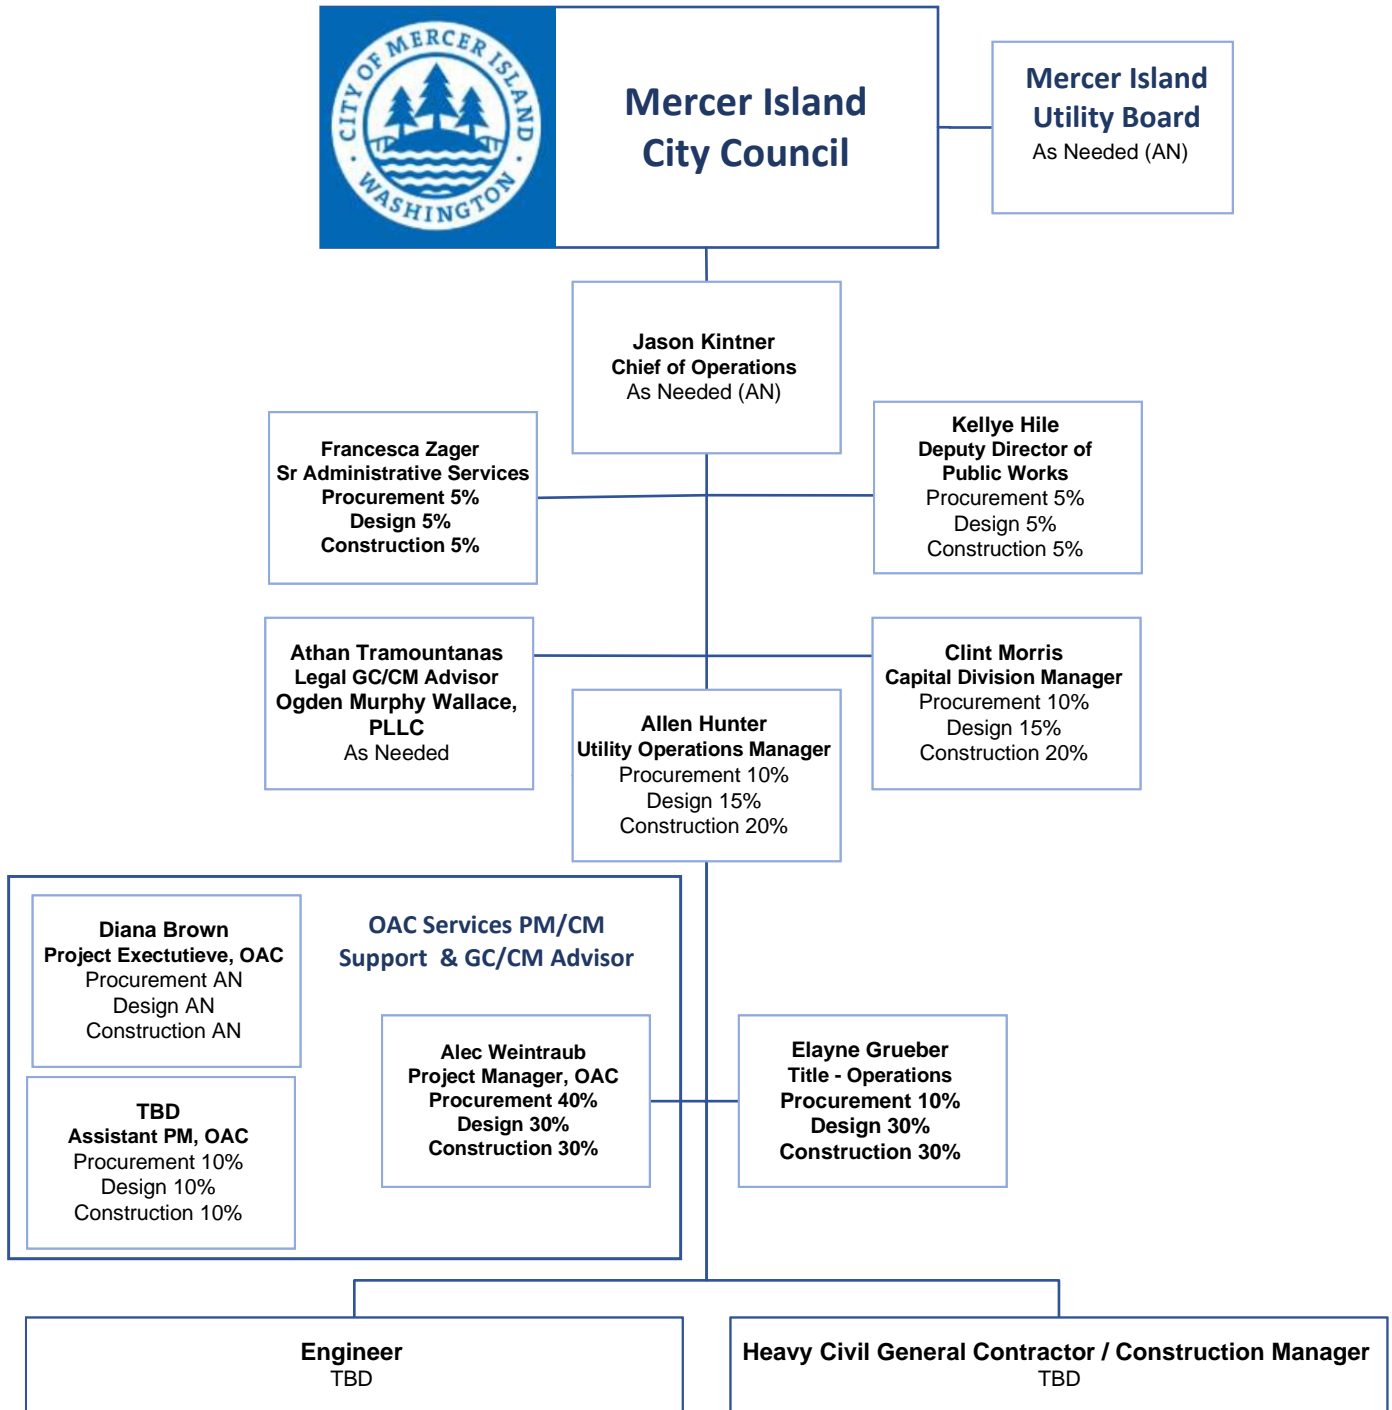 CITY OF MERCER ISLAND
WASHINGTON
Mercer Island
City Council
Mercer Island
Utility Board
As Needed (AN)
Jason Kintner
Chief of Operations
As Needed (AN)
Francesca Zager
Sr Administrative Services
Procurement 5%
Design 5%
Construction 5%
Kellye Hile
Deputy Director of
Public Works
Procurement 5%
Design 5%
Construction 5%
Athan Tramountanas
Legal GC/CM Advisor
Ogden Murphy Wallace,
PLLC
As Needed
Clint Morris
Capital Division Manager
Procurement 10%
Design 15%
Construction 20%
Allen Hunter
Utility Operations Manager
Procurement 10%
Design 15%
Construction 20%
OAC Services PM/CM
Support & GC/CM Advisor
Diana Brown
Project Exectutieve, OAC
Procurement AN
Design AN
Construction AN
TBD
Assistant PM, OAC
Procurement 10%
Design 10%
Construction 10%
Alec Weintraub
Project Manager, OAC
Procurement 40%
Design 30%
Construction 30%
Elayne Grueber
Title - Operations
Procurement 10%
Design 30%
Construction 30%
Engineer
TBD
Heavy Civil General Contractor / Construction Manager
TBD